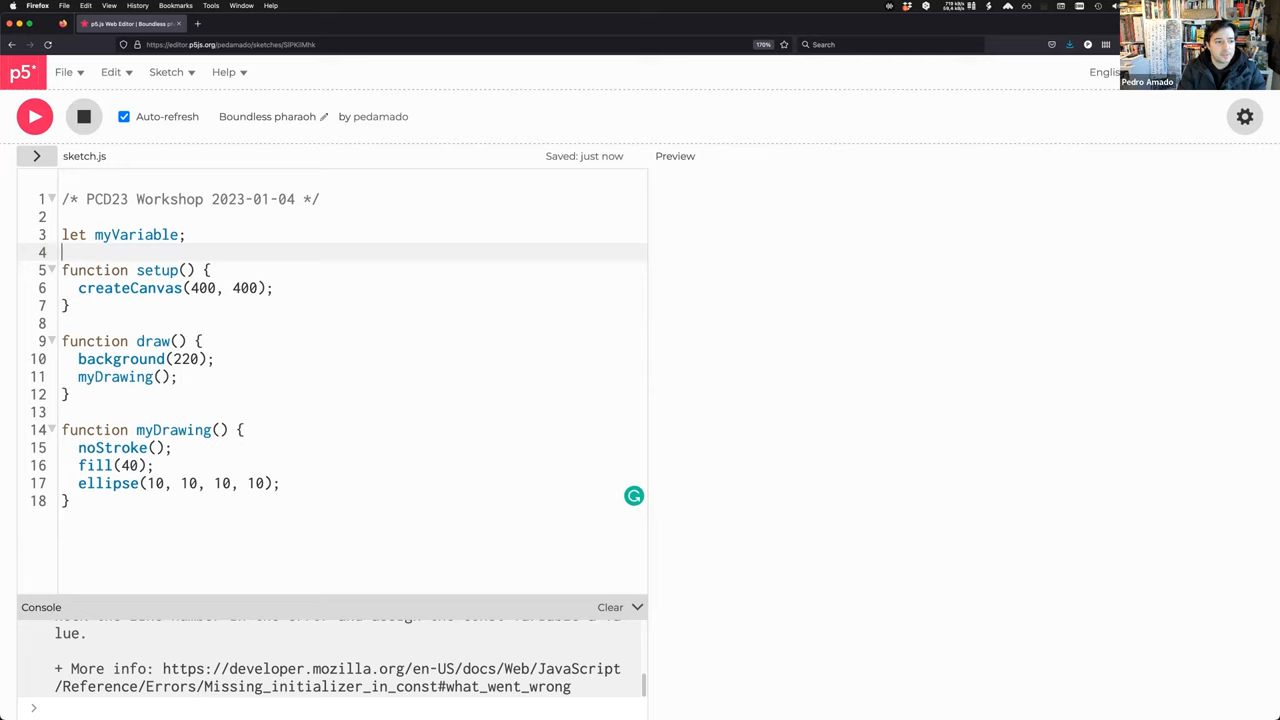 Firefox File Edit View History Bookmarks Tools Window Help
p5.js Web Editor | Boundless ph
https://editor.p5js.org/pedamado/sketches/
170%
Search
p5*
File
Edit
Sketch
Help
Englis
Pedro Amado
Auto-refresh
Boundless pharaoh
by pedamado
sketch.js
Saved: just now
Preview
1 /* PCD23 Workshop 2023-01-04 */
2
3 let myVariable;
4
5 function setup() {
6 createCanvas(400, 400);
7 }
8
9 function draw() {
10 background(220);
11 myDrawing();
12 }
13
14 function myDrawing() {
15 noStroke();
16 fill(40);
17 ellipse(10, 10, 10, 10);
18 }
Console
Clear
lue.
+ More info: https://developer.mozilla.org/en-US/docs/Web/JavaScript
/Reference/Errors/Missing_initializer_in_const#what_went_wrong
>